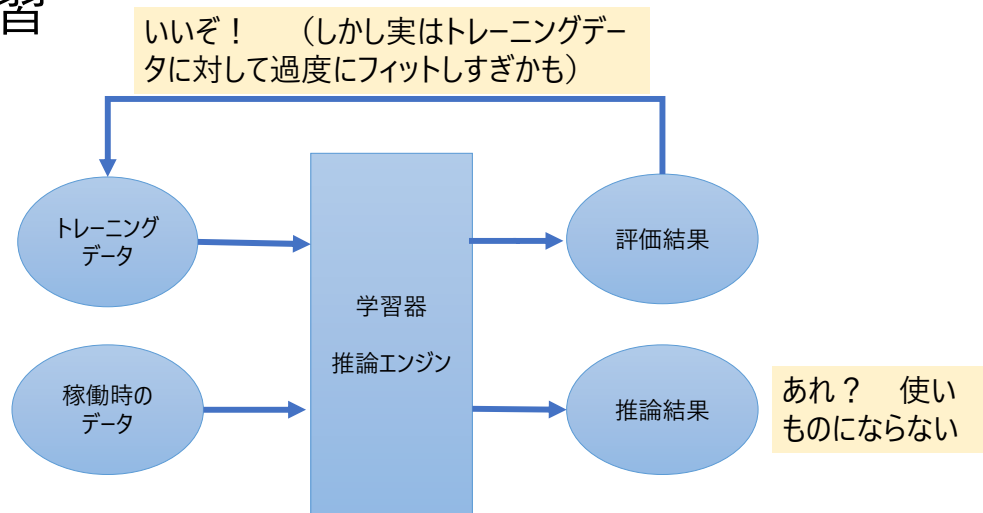 習
いいぞ！　（しかし実はトレーニングデー
タに対して過度にフィットしすぎかも）
トレーニング
データ
評価結果
学習器
推論エンジン
稼働時の
データ
推論結果
あれ？　使い
ものにならない